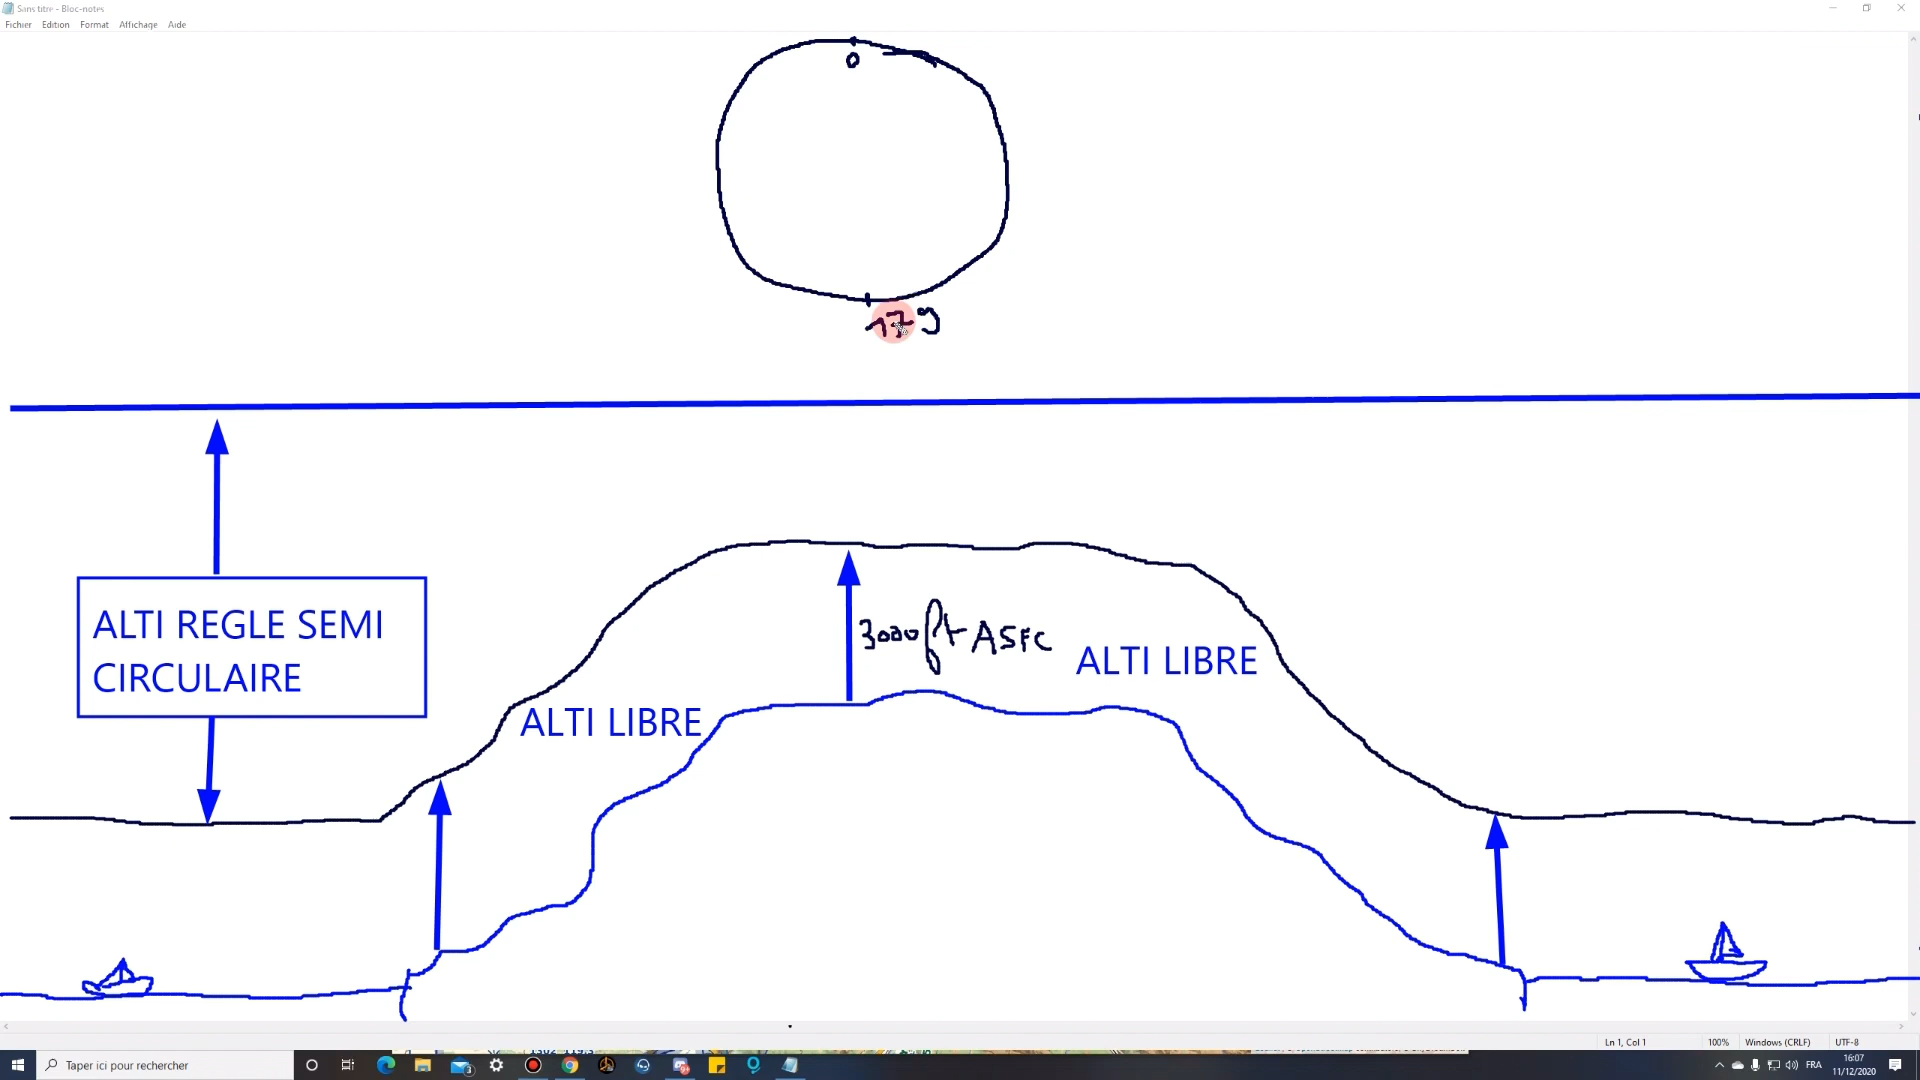 Sans titre - Bloc-notes
Fichier Edition Format Affichage Aide
0
179
ALTI REGLE SEMI
CIRCULAIRE
3000 ft ASFC
ALTI LIBRE
ALTI LIBRE
Ln 1, Col 1 100% Windows (CRLF) UTF-8
Taper ici pour rechercher
FRA
16:07
11/12/2020